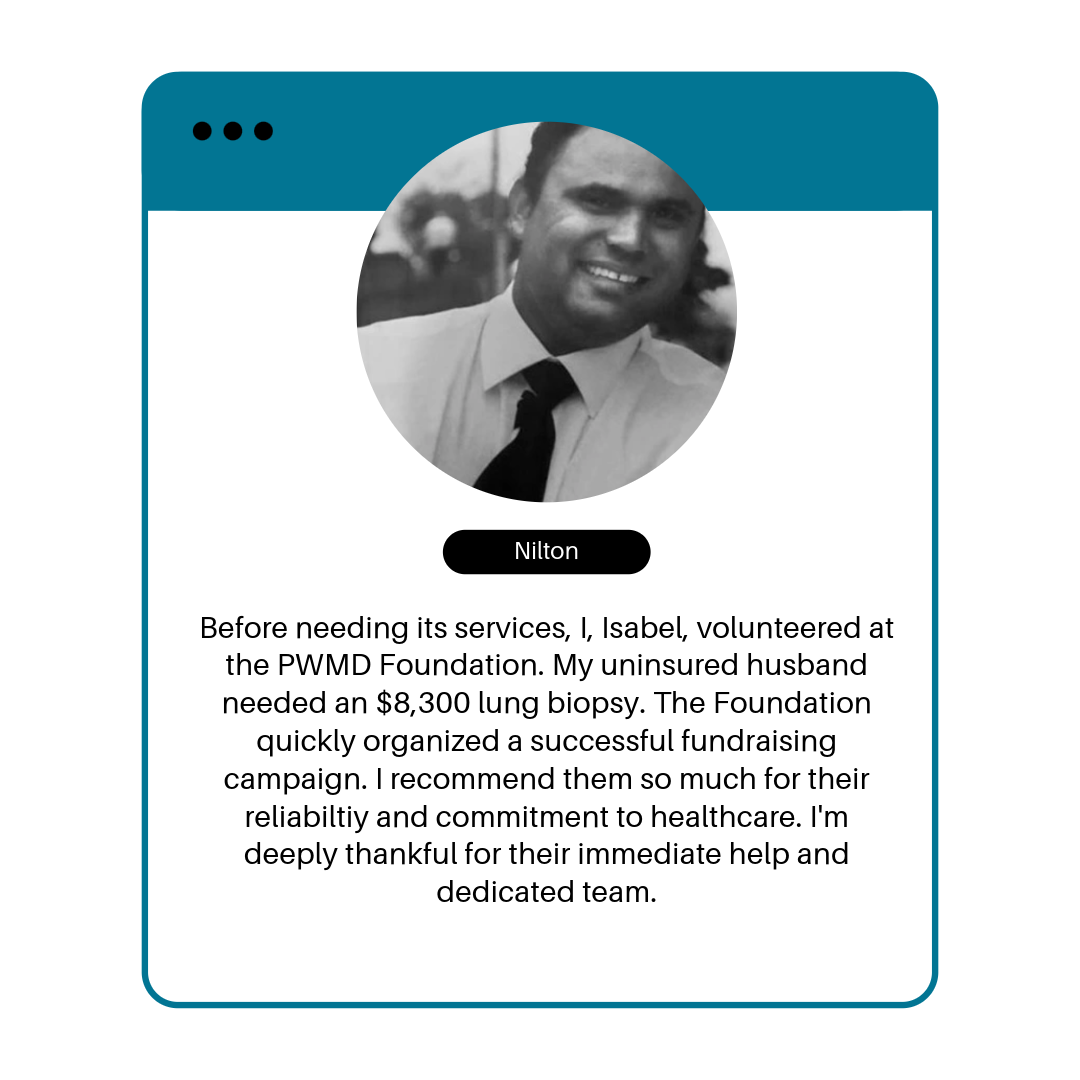 Nilton
Before needing its services, I, Isabel, volunteered at
the PWMD Foundation. My uninsured husband
needed an $8,300 lung biopsy. The Foundation
quickly organized a successful fundraising
campaign. I recommend them so much for their
reliabiltiy and commitment to healthcare. I'm
deeply thankful for their immediate help and
dedicated team.